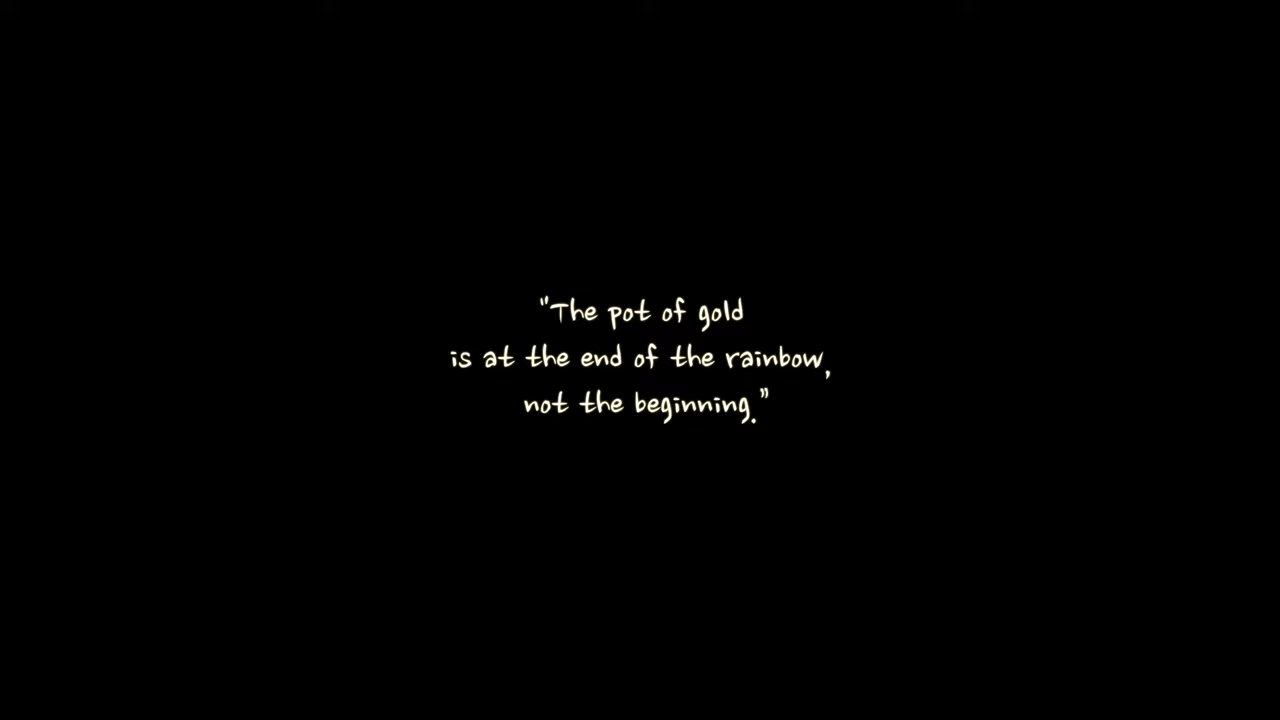 "The pot of gold
is at the end of the rainbow,
not the beginning."